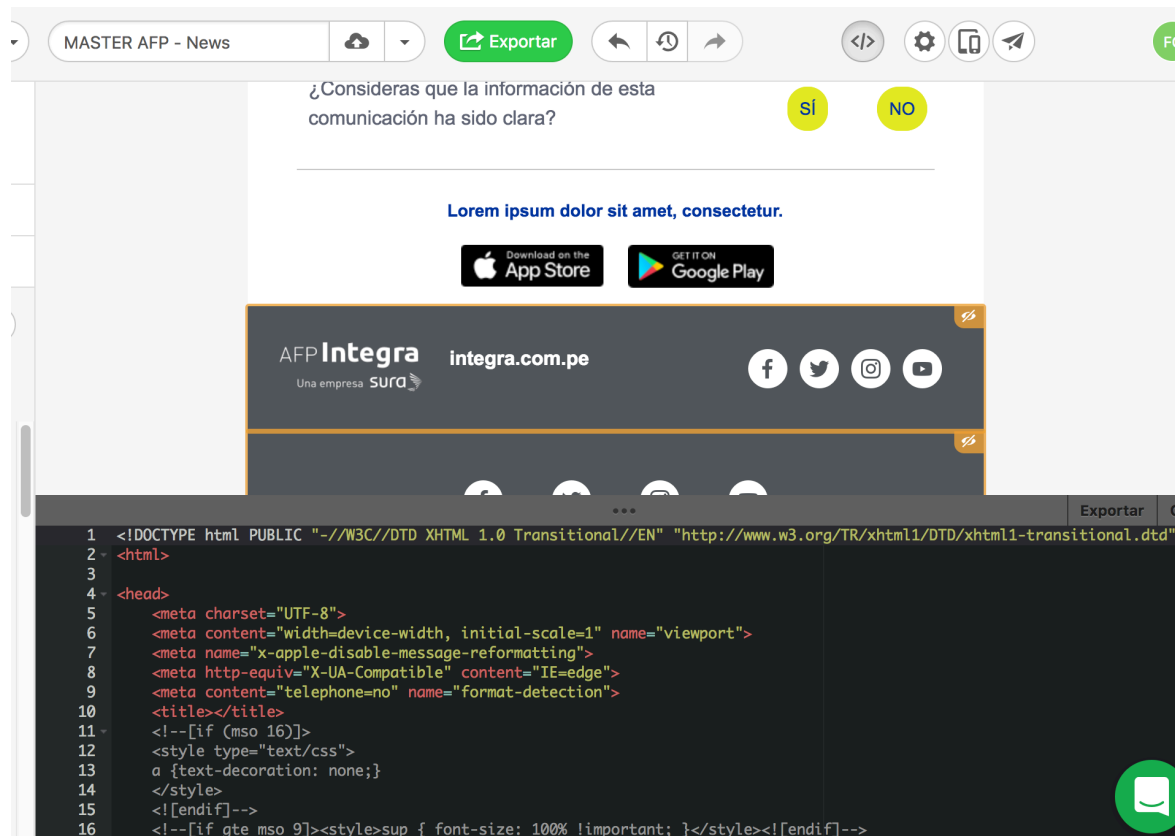 MASTER AFP - News
Exportar
</>
FO
¿Consideras que la información de esta
comunicación ha sido clara?
SÍ
NO
Lorem ipsum dolor sit amet, consectetur.
Download on the
App Store
GET IT ON
Google Play
AFP Integra
Una empresa sura
integra.com.pe
Exportar
1 <!DOCTYPE html PUBLIC "-//W3C//DTD XHTML 1.0 Transitional//EN" "http://www.w3.org/TR/xhtml1/DTD/xhtml1-transitional.dtd"
2 <html>
3
4 <head>
5 <meta charset="UTF-8">
6 <meta content="width=device-width, initial-scale=1" name="viewport">
7 <meta name="x-apple-disable-message-reformatting">
8 <meta http-equiv="X-UA-Compatible" content="IE=edge">
9 <meta content="telephone=no" name="format-detection">
10 <title></title>
11 <!--[if (mso 16)]>
12 <style type="text/css">
13 a {text-decoration: none;}
14 </style>
15 <![endif]-->
16 <!--[if gte mso 9]><style>sup { font-size: 100% !important; }</style><![endif]-->